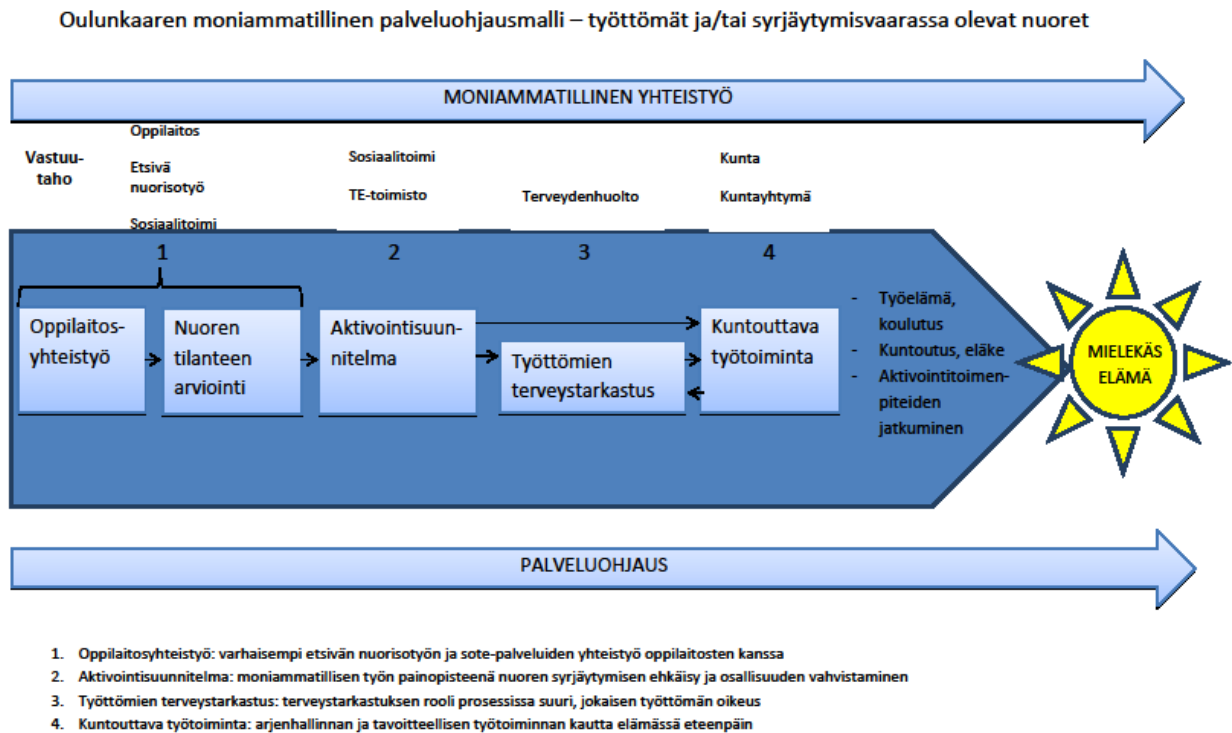 Oulunkaaren moniammatillinen palveluohjausmalli – työttömät ja/tai syrjäytymisvaarassa olevat nuoret
MONIAMMATILLINEN YHTEISTYÖ
Vastuu-
taho
Oppilaitos
Etsivä
nuorisotyö
Sosiaalitoimi
Sosiaalitoimi
TE-toimisto
Terveydenhuolto
Kunta
Kuntayhtymä
1
2
3
4
Oppilaitos-
yhteistyö
Nuoren
tilanteen
arviointi
Aktivointisuun-
nitelma
Työttömien
terveystarkastus
Kuntouttava
työtoiminta
- Työelämä,
koulutus
- Kuntoutus, eläke
- Aktivointitoimen-
piteiden
jatkuminen
MIELEKÄS
ELÄMÄ
PALVELUOHJAUS
1. Oppilaitosyhteistyö: varhaisempi etsivän nuorisotyön ja sote-palveluiden yhteistyö oppilaitosten kanssa
2. Aktivointisuunnitelma: moniammatillisen työn painopisteenä nuoren syrjäytymisen ehkäisy ja osallisuuden vahvistaminen
3. Työttömien terveystarkastus: terveystarkastuksen rooli prosessissa suuri, jokaisen työttömän oikeus
4. Kuntouttava työtoiminta: arjenhallinnan ja tavoitteellisen työtoiminnan kautta elämässä eteenpäin